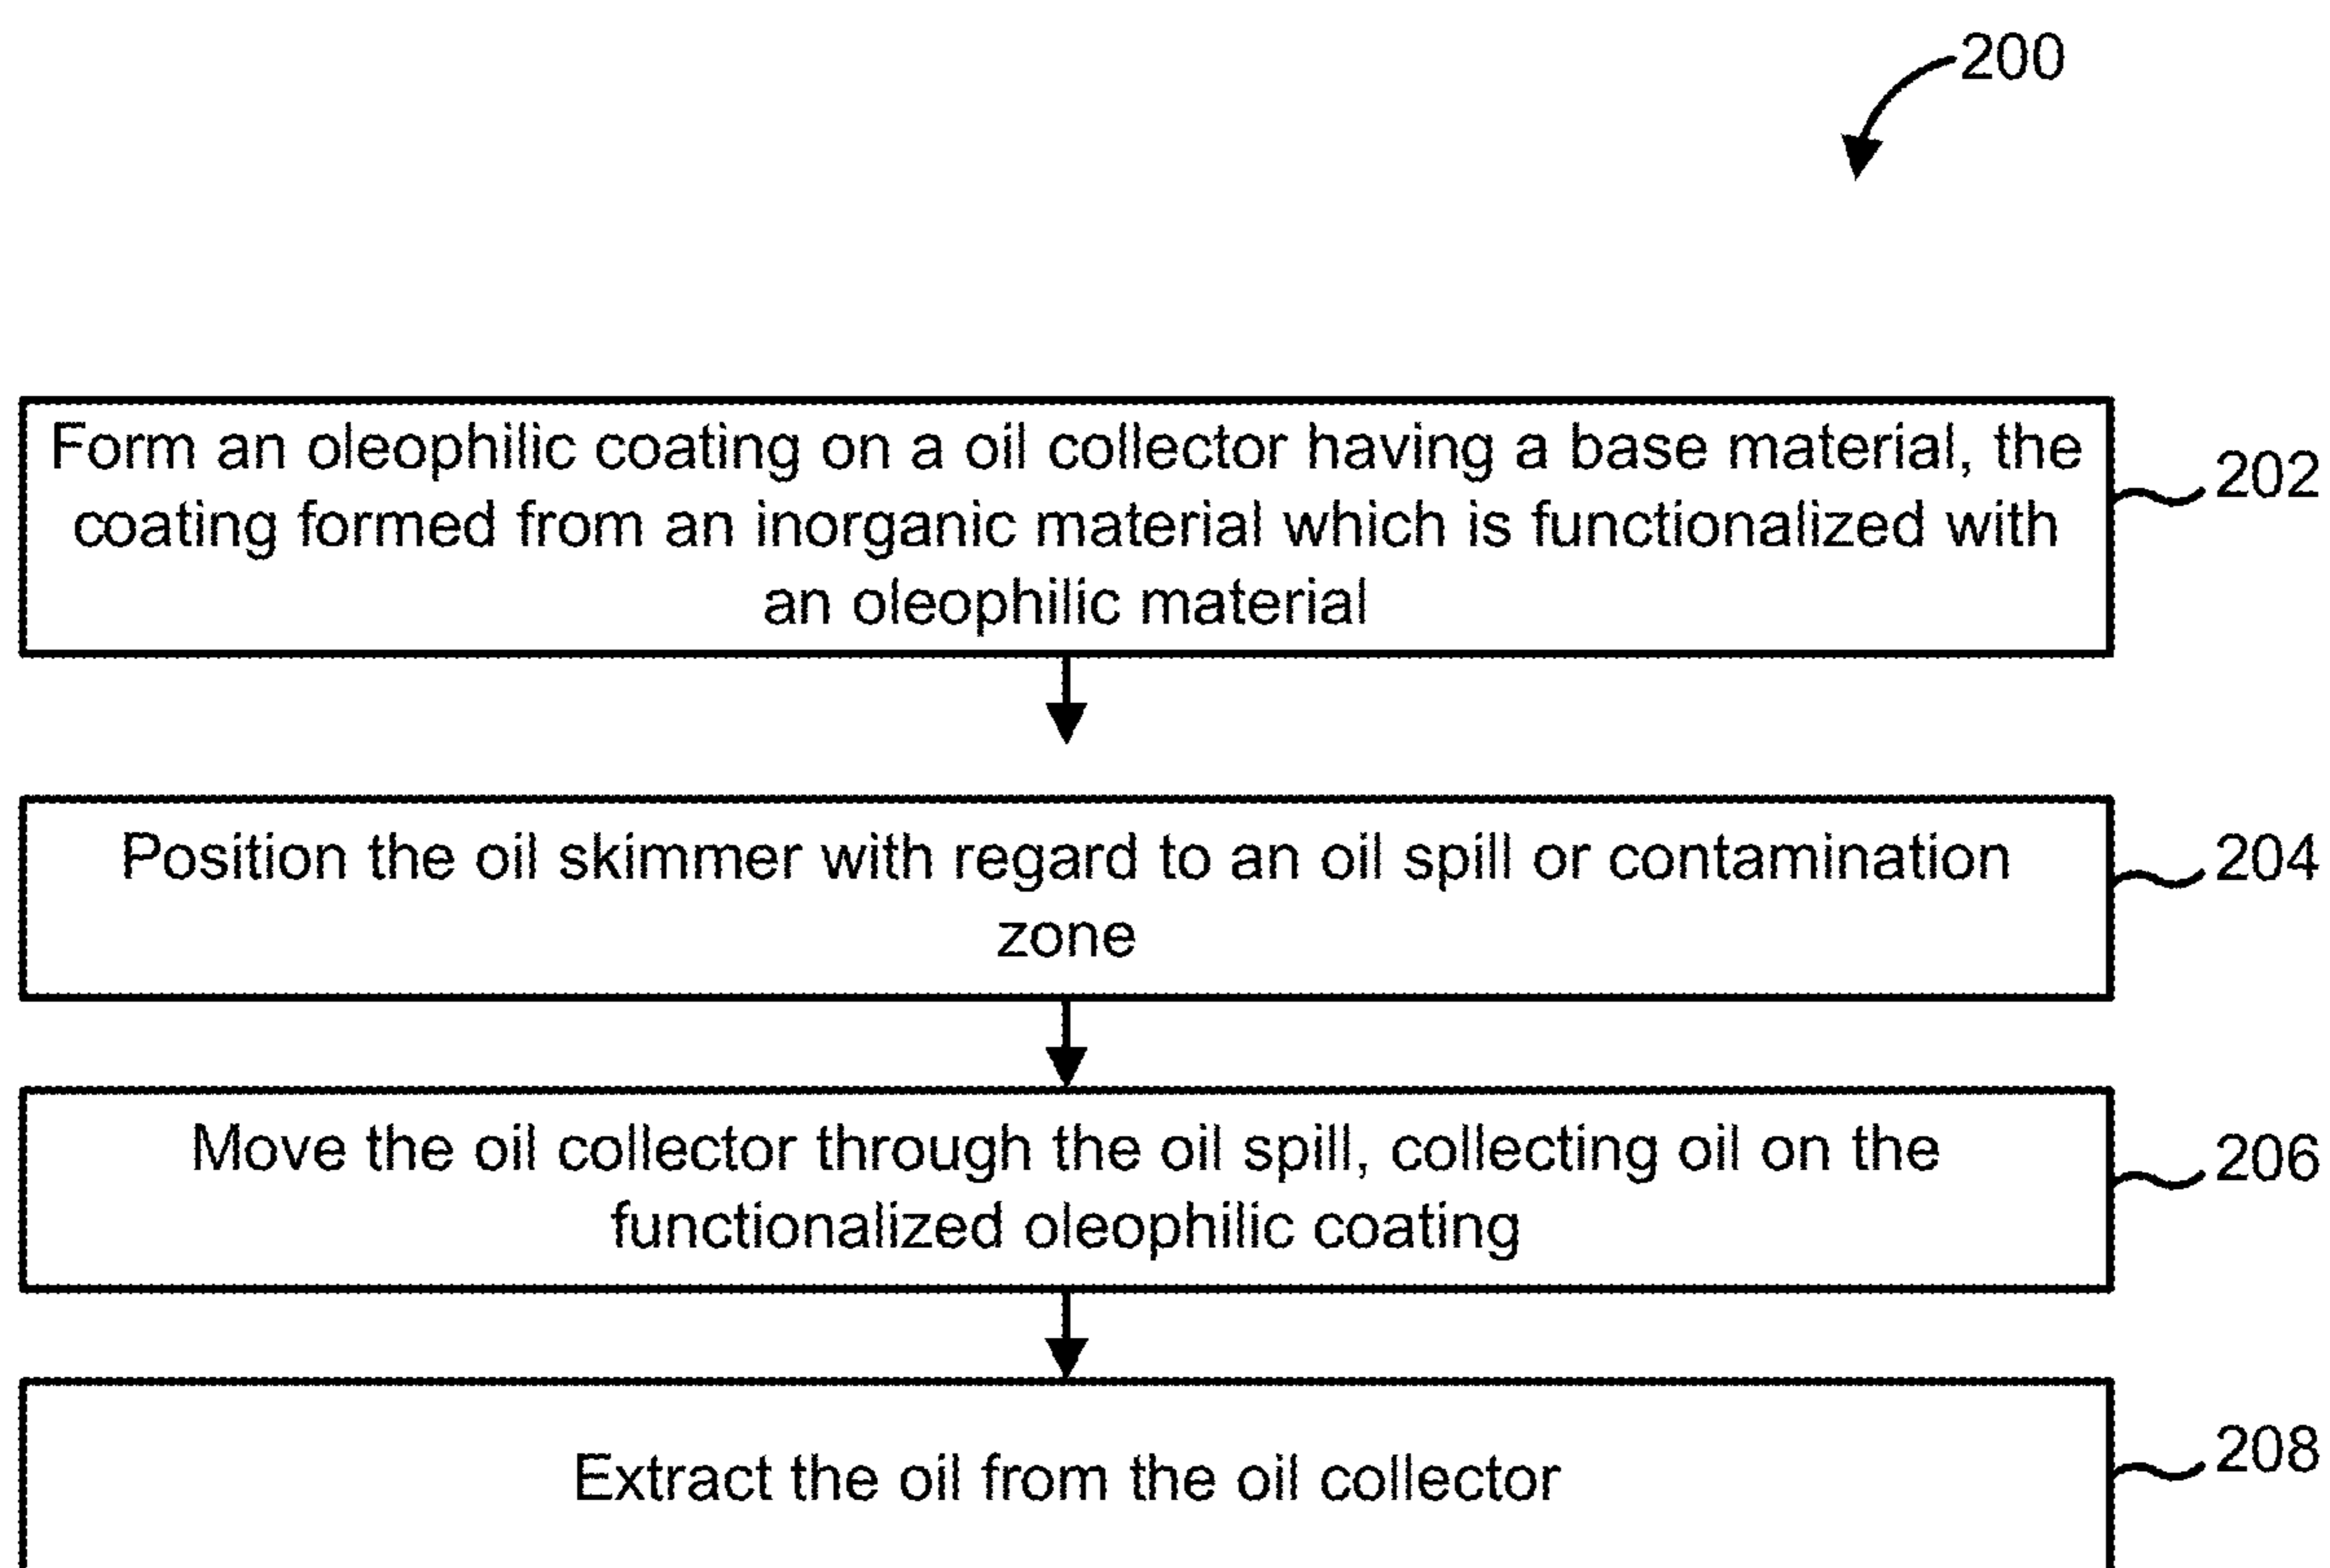 200
Form an oleophilic coating on a oil collector having a base material, the
coating formed from an inorganic material which is functionalized with
an oleophilic material
202
Position the oil skimmer with regard to an oil spill or contamination
zone
204
Move the oil collector through the oil spill, collecting oil on the
functionalized oleophilic coating
206
Extract the oil from the oil collector
208